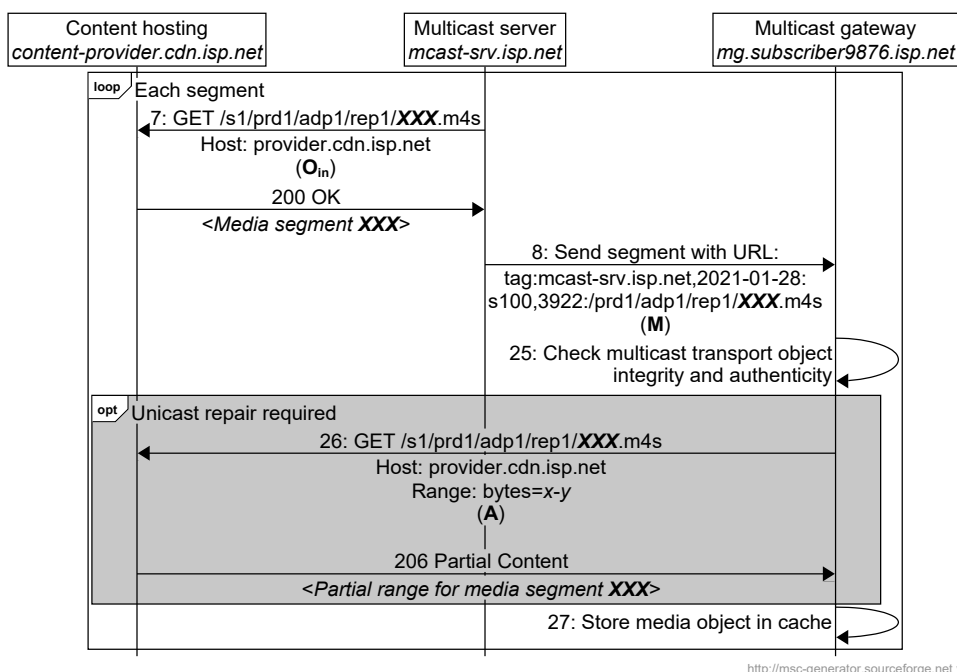 Content hosting
content-provider.cdn.isp.net
Multicast server
mcast-srv.isp.net
Multicast gateway
mg.subscriber9876.isp.net
loop
Each segment
7: GET /s1/prd1/adp1/rep1/XXX.m4s
Host: provider.cdn.isp.net
(Oin)
200 OK
<Media segment XXX>
8: Send segment with URL:
tag:mcast-srv.isp.net,2021-01-28:
s100,3922:/prd1/adp1/rep1/XXX.m4s
(M)
25: Check multicast transport object
integrity and authenticity
opt
Unicast repair required
26: GET /s1/prd1/adp1/rep1/XXX.m4s
Host: provider.cdn.isp.net
Range: bytes=x-y
(A)
206 Partial Content
<Partial range for media segment XXX>
27: Store media object in cache
http://msc-generator.sourceforge.net